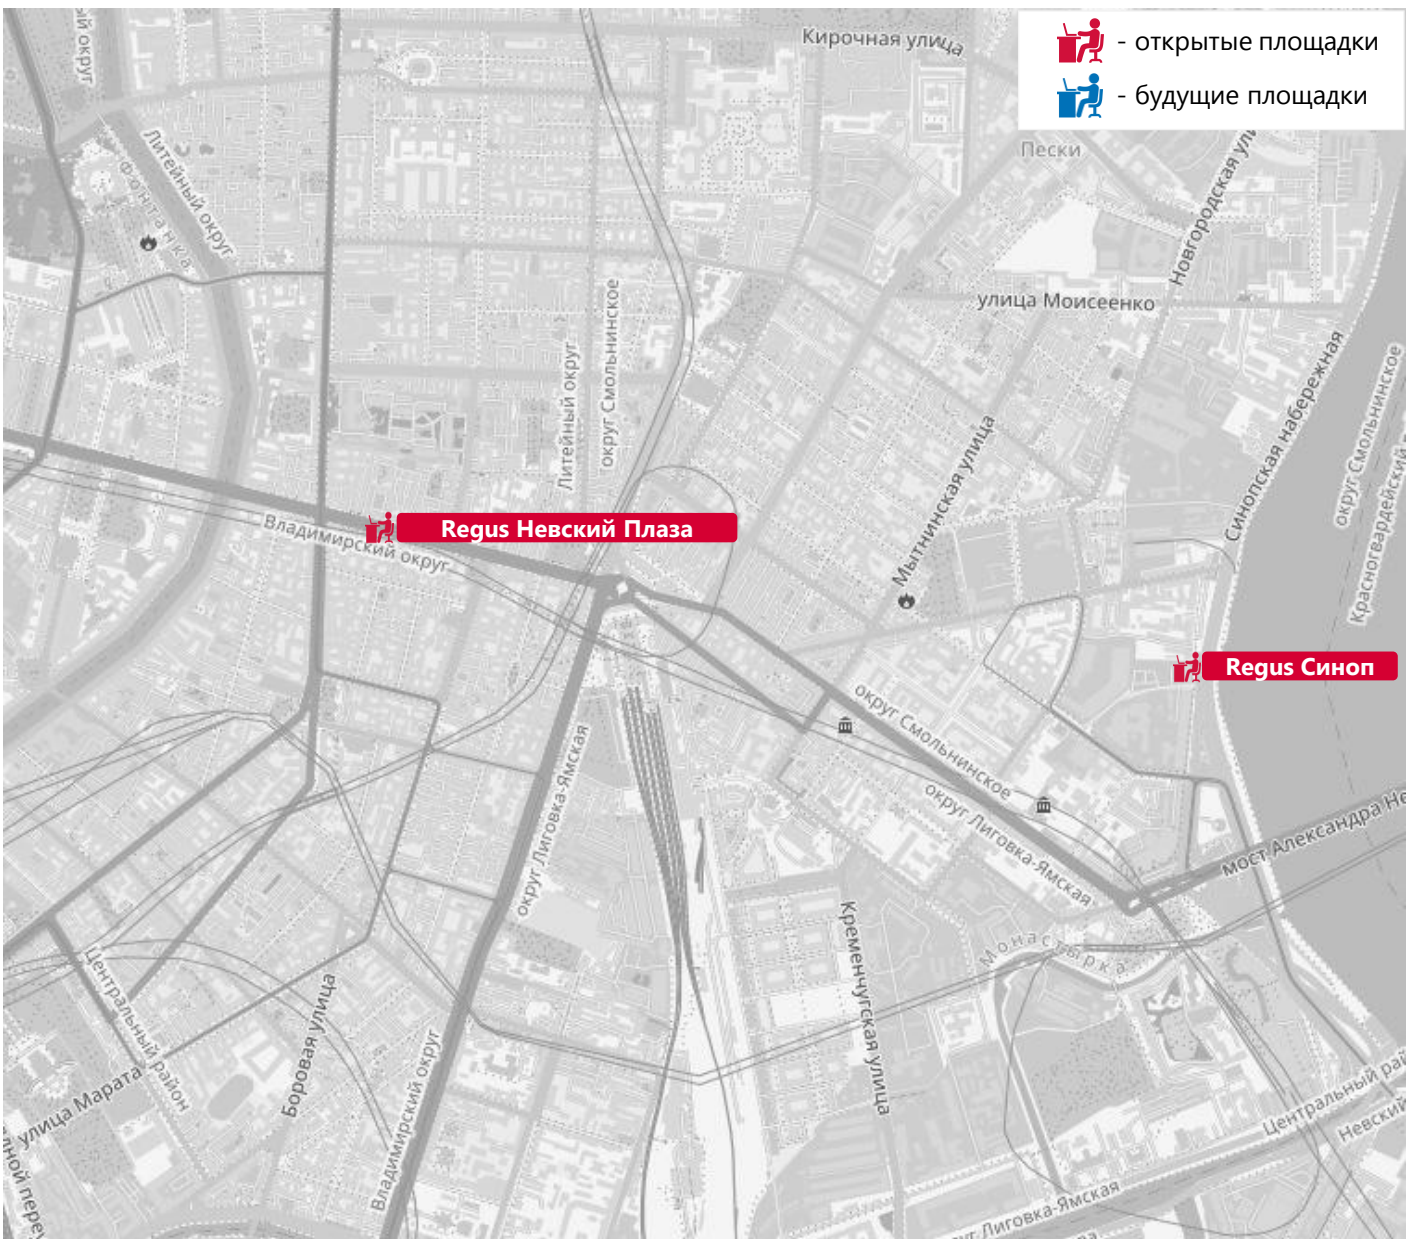 Кирочная улица
- открытые площадки
- будущие площадки
Литейный округ
Фонтанка
Пески
Новгородская
улица Моисеенко
округ Смольнинское
Литейный округ
Синопская набережная
округ Смольнинское
Красногвардейский
Мытнинская улица
Regus Невский Плаза
Владимирский округ
Regus Синоп
округ Смольнинское
округ Лиговка-Ямская
округ Лиговка-Ямская
мост Александра Не
Монастырка
Кременчугская улица
Центральный район
Боровая улица
улица Марата
Владимирский округ
Центральный рай
Невский
уг Лиговка-Ямская